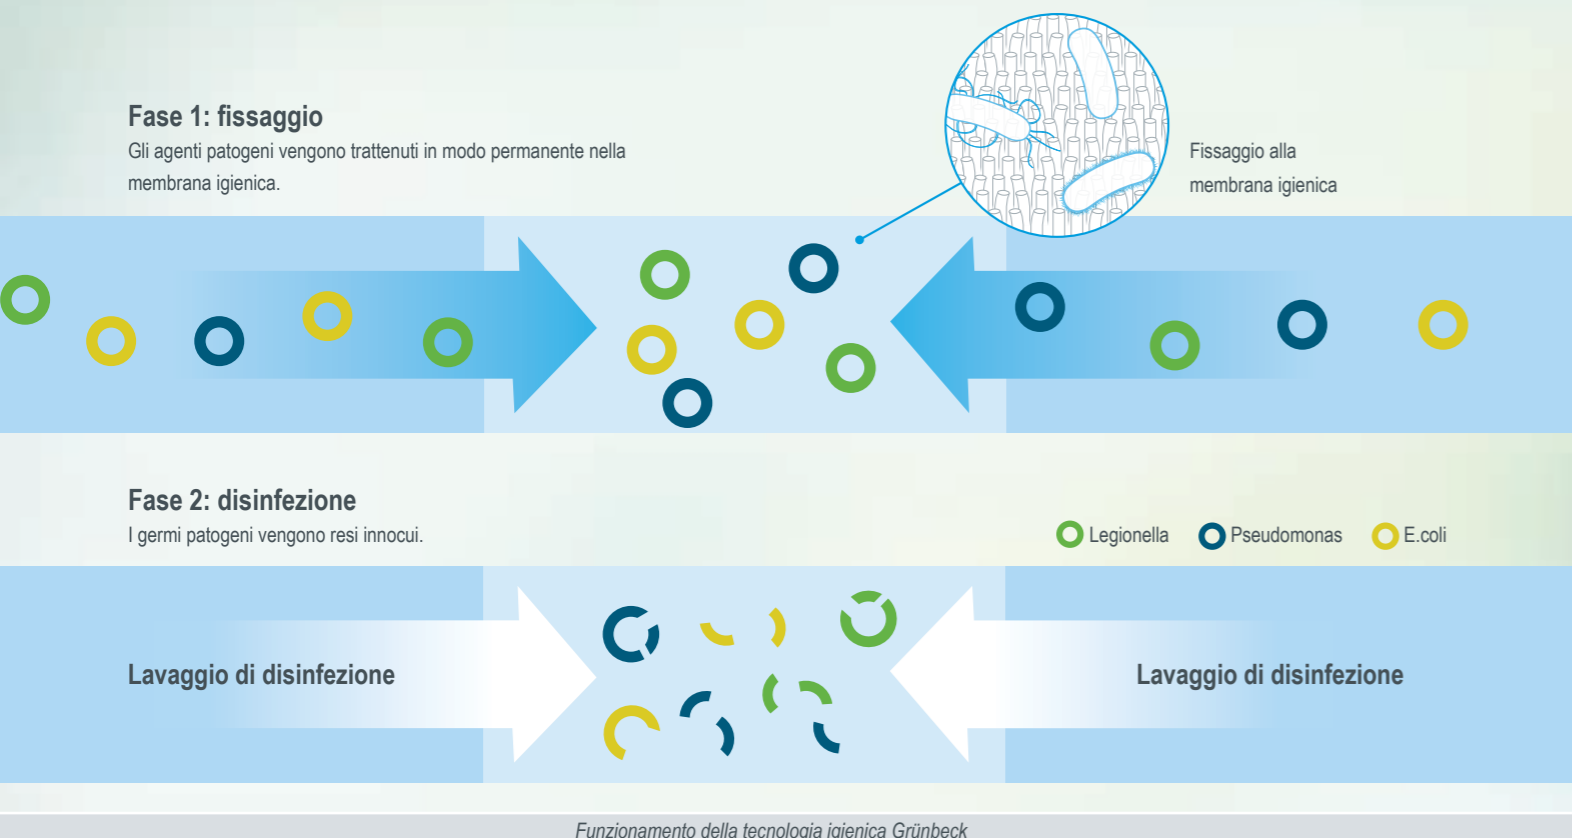 Fase 1: fissaggio
Gli agenti patogeni vengono trattenuti in modo permanente nella
membrana igienica.
Fissaggio alla
membrana igienica
Fase 2: disinfezione
I germi patogeni vengono resi innocui.
Legionella Pseudomonas E.coli
Lavaggio di disinfezione Lavaggio di disinfezione
Funzionamento della tecnologia igienica Grünbeck